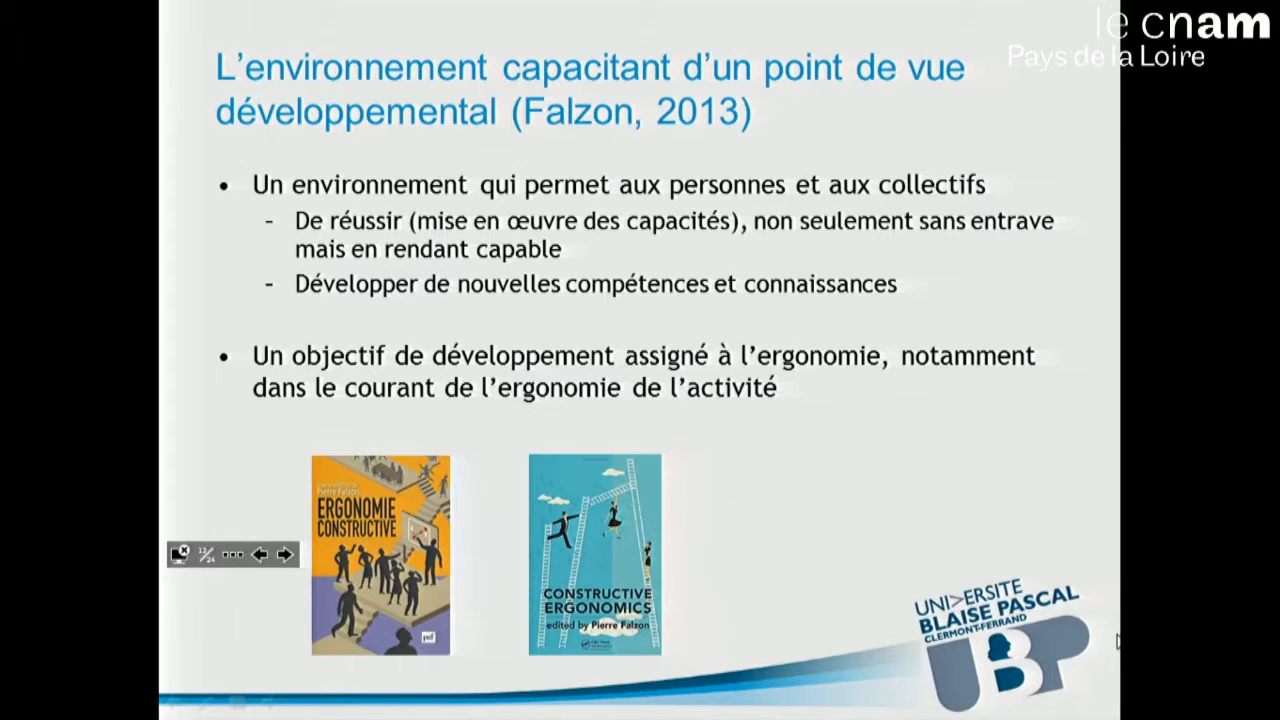 le cnam
Pays de la Loire
L’environnement capacitant d’un point de vue
développemental (Falzon, 2013)
• Un environnement qui permet aux personnes et aux collectifs
- De réussir (mise en œuvre des capacités), non seulement sans entrave
mais en rendant capable
- Développer de nouvelles compétences et connaissances
• Un objectif de développement assigné à l’ergonomie, notamment
dans le courant de l’ergonomie de l’activité
Pierre Falzon
ERGONOMIE
CONSTRUCTIVE
puf
CONSTRUCTIVE
ERGONOMICS
edited by Pierre Falzon
UNIVERSITE
BLAISE PASCAL
CLERMONT-FERRAND
UBP